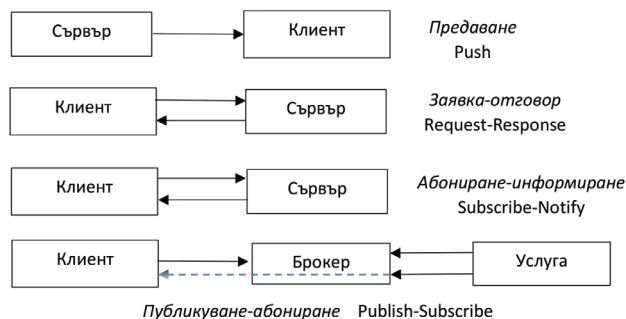 Сървър Клиент Предаване
Push
Клиент Сървър Заявка-отговор
Request-Response
Клиент Сървър Абониране-информиране
Subscribe-Notify
Клиент Брокер Услуга
Публикуване-абониране Publish-Subscribe